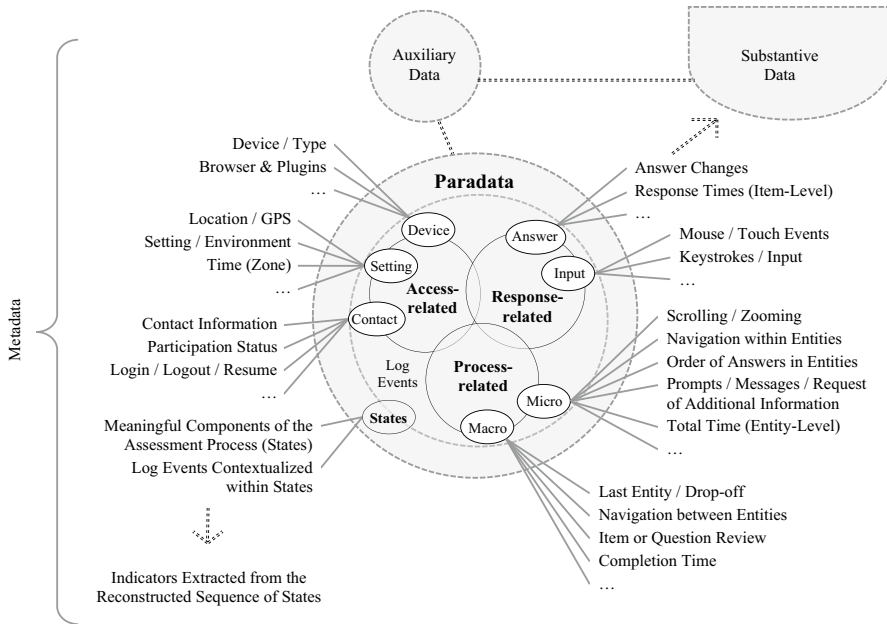 Auxiliary
Data
Substantive
Data
Metadata
Paradata
Device / Type
Browser & Plugins
…
Location / GPS
Setting / Environment
Time (Zone)
…
Contact Information
Participation Status
Login / Logout / Resume
…
Meaningful Components of the
Assessment Process (States)
Log Events Contextualized
within States
Indicators Extracted from the
Reconstructed Sequence of States
Device
Setting
Contact
Access-
related
Answer
Input
Response-
related
Process-
related
Log
Events
States
Micro
Macro
Answer Changes
Response Times (Item-Level)
…
Mouse / Touch Events
Keystrokes / Input
…
Scrolling / Zooming
Navigation within Entities
Order of Answers in Entities
Prompts / Messages / Request
of Additional Information
Total Time (Entity-Level)
…
Last Entity / Drop-off
Navigation between Entities
Item or Question Review
Completion Time
…